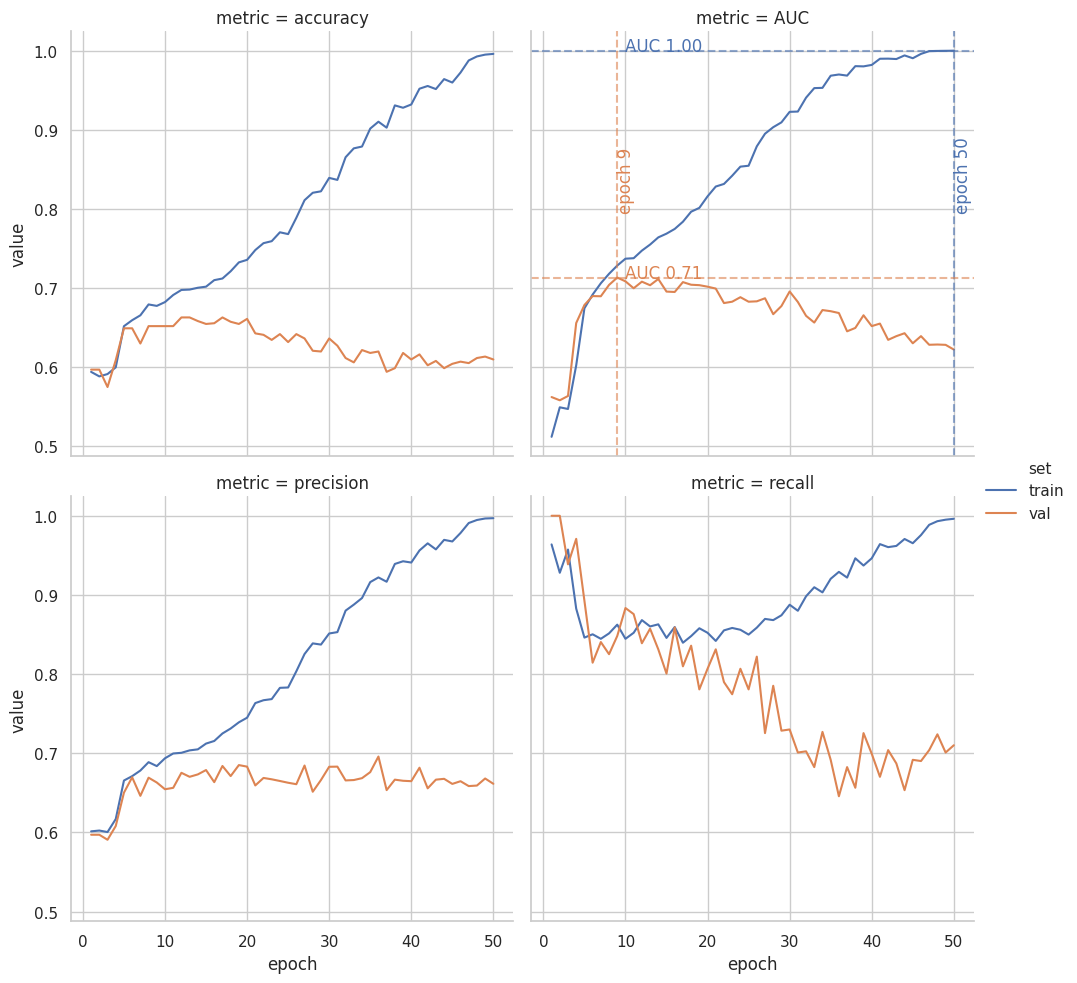 metric = accuracy
metric = AUC
1.0
0.9
0.8
0.7
0.6
0.5
value
AUC 1.00
epoch 9
epoch 50
AUC 0.71
set
train
val
metric = precision
metric = recall
1.0
0.9
0.8
0.7
0.6
0.5
value
0 10 20 30 40 50
epoch
0 10 20 30 40 50
epoch